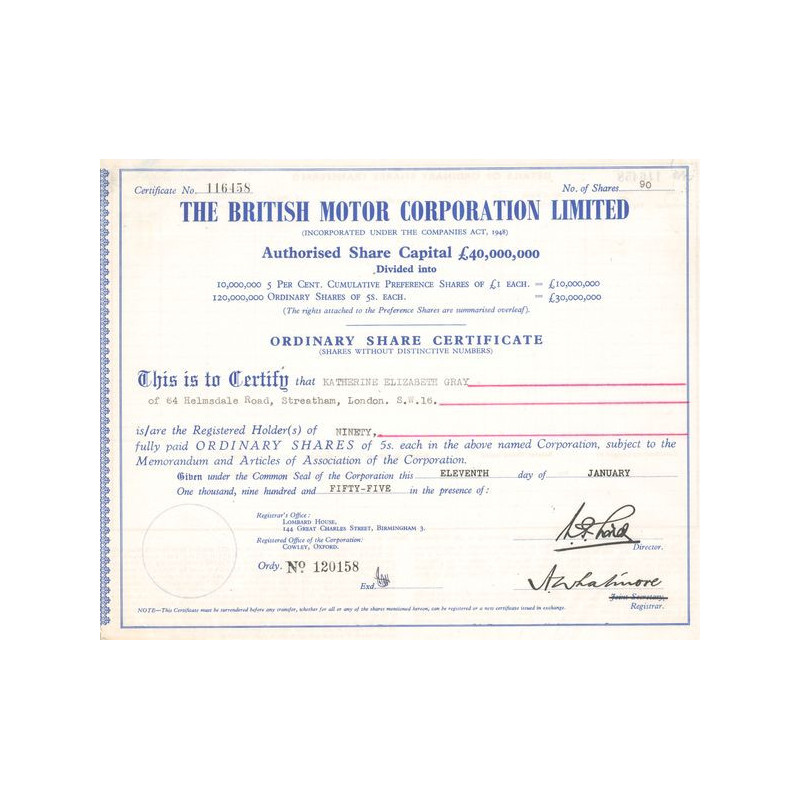 Certificate No. 116458 No. of Shares 90
THE BRITISH MOTOR CORPORATION LIMITED
(INCORPORATED UNDER THE COMPANIES ACT, 1948)
Authorised Share Capital £40,000,000
Divided into
10,000,000 5 PER CENT. CUMULATIVE PREFERENCE SHARES OF £1 EACH. = £10,000,000
120,000,000 ORDINARY SHARES OF 5S. EACH. = £30,000,000
(The rights attached to the Preference Shares are summarised overleaf).
ORDINARY SHARE CERTIFICATE
(SHARES WITHOUT DISTINCTIVE NUMBERS)
This is to Certify that KATHERINE ELIZABETH GRAY
of 64 Helmsdale Road, Streatham, London. S.W.16.
is/are the Registered Holder(s) of NINETY,
fully paid ORDINARY SHARES of 5s. each in the above named Corporation, subject to the
Memorandum and Articles of Association of the Corporation.
Given under the Common Seal of the Corporation this ELEVENTH day of JANUARY
One thousand, nine hundred and FIFTY-FIVE in the presence of:
Registrar's Office:
LOMBARD HOUSE,
144 GREAT CHARLES STREET, BIRMINGHAM 3.
Registered Office of the Corporation:
COWLEY, OXFORD.
Director.
Ordy. No 120158
Exd.
A. Whatmore
Joint Secretary,
Registrar.
NOTE—This Certificate must be surrendered before any transfer, whether for all or any of the shares mentioned hereon, can be registered or a new certificate issued in exchange.